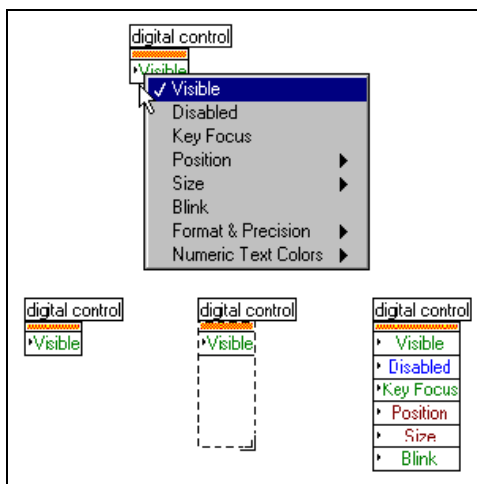 digital control
Visible
Visible
Disabled
Key Focus
Position
Size
Blink
Format & Precision
Numeric Text Colors
digital control
Visible
digital control
Visible
digital control
Visible
Disabled
Key Focus
Position
Size
Blink